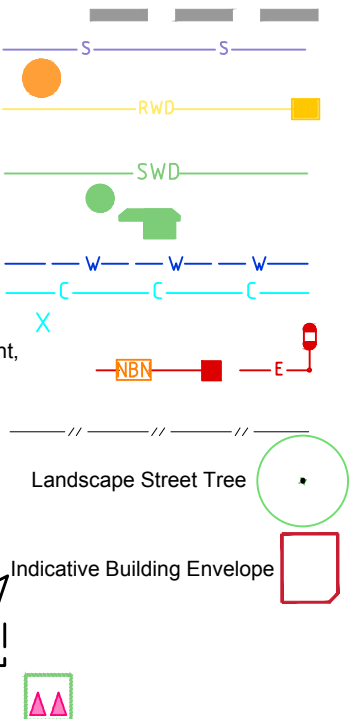 S S
RWD
SWD
W W W
C C C
X
nt,
NBN E
// // //
Landscape Street Tree
Indicative Building Envelope